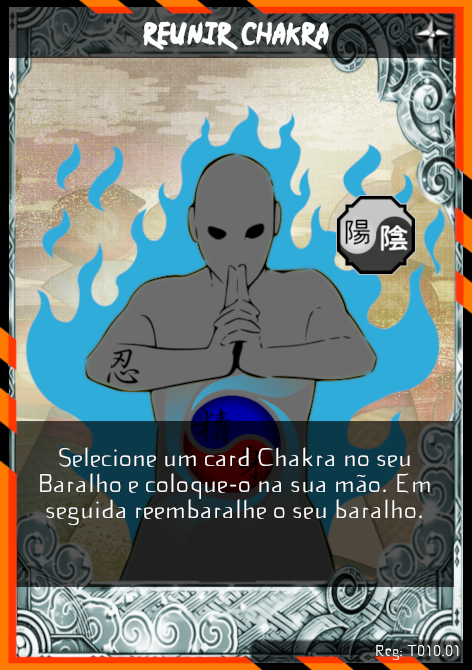 REUNIR CHAKRA
陽 陰
忍
精
Selecione um card Chakra no seu
Baralho e coloque-o na sua mão. Em
seguida reembaralhe o seu baralho.
Reg: T010.01